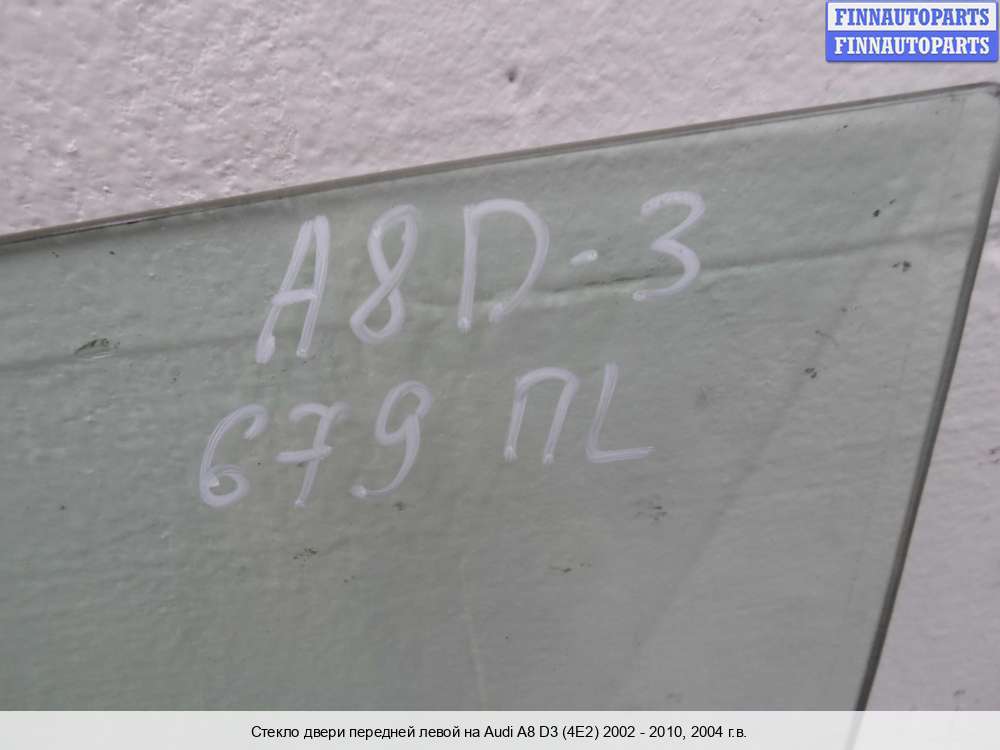 FINNAUTOPARTS
FINNAUTOPARTS
A8D-3
679 ПL
Стекло двери передней левой на Audi A8 D3 (4E2) 2002 - 2010, 2004 г.в.